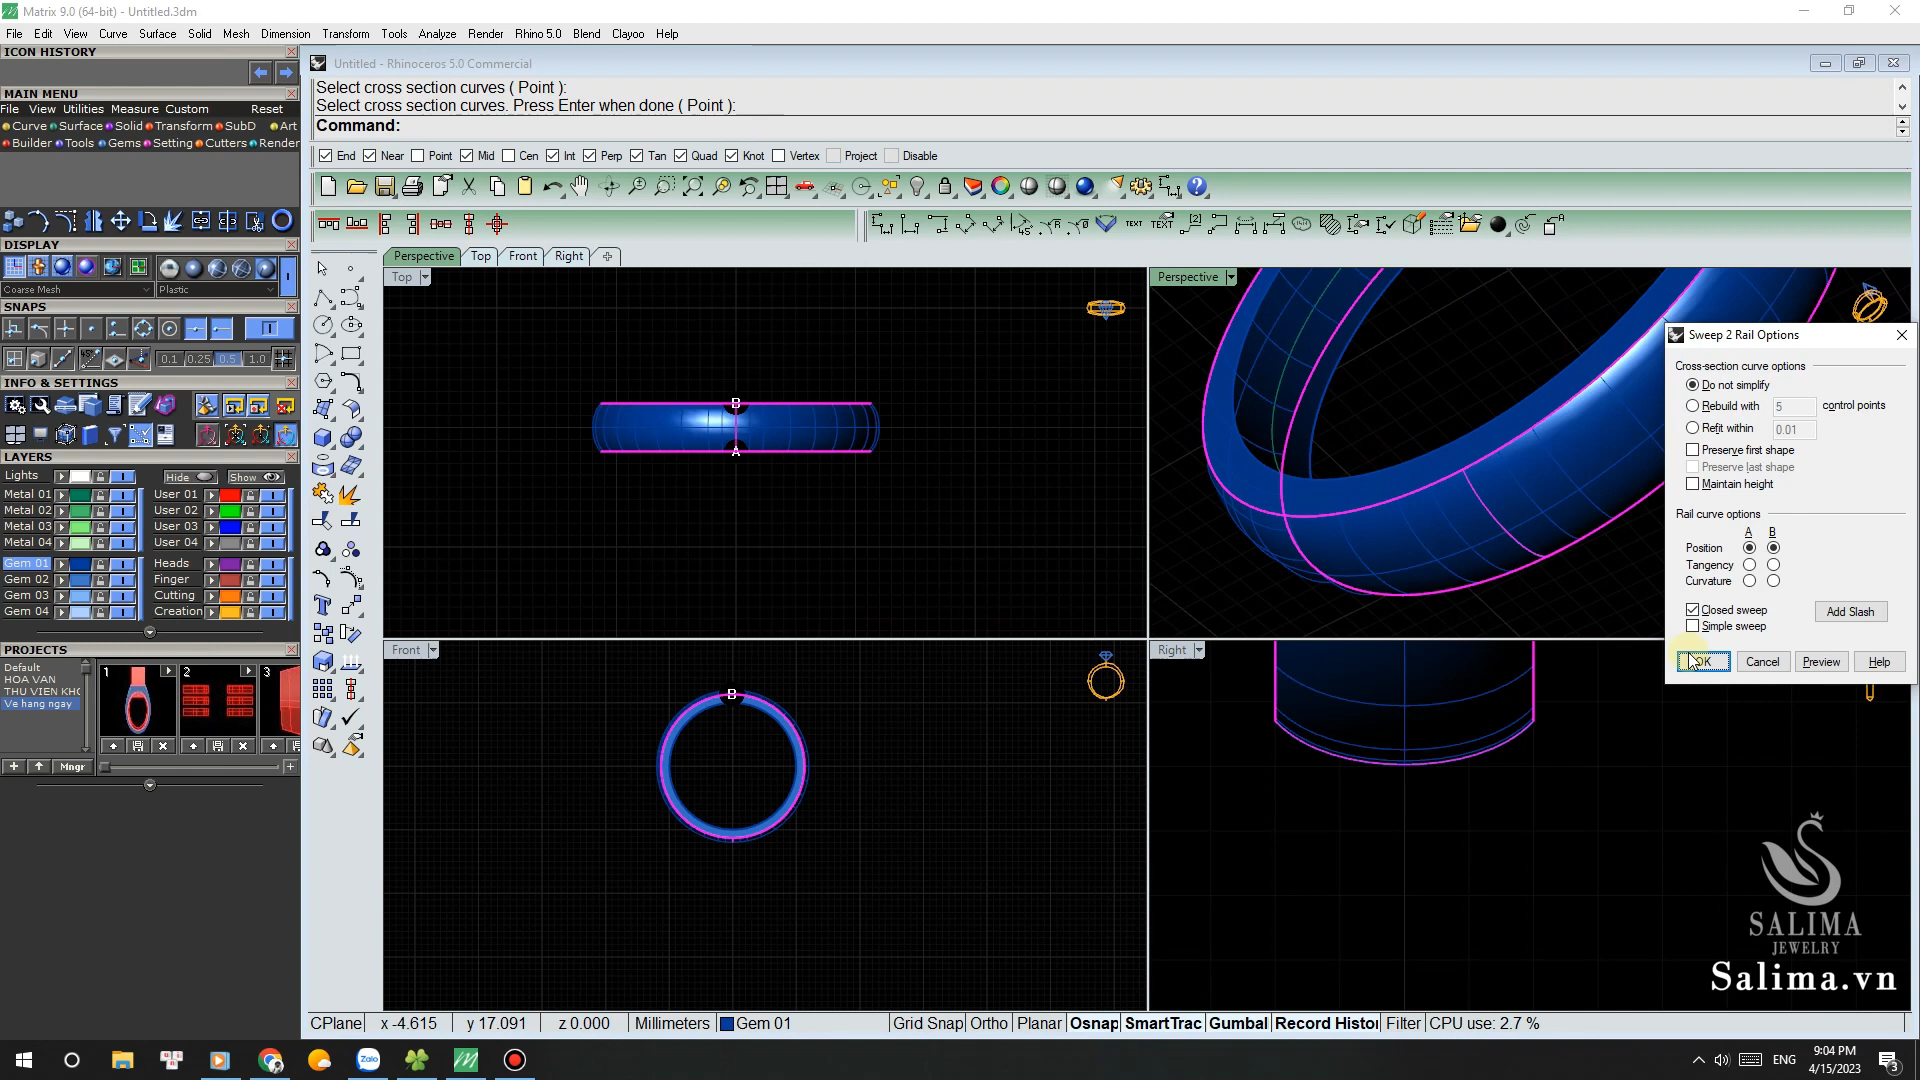 Matrix 9.0 (64-bit) - Untitled.3dm
File Edit View Curve Surface Solid Mesh Dimension Transform Tools Analyze Render Rhino 5.0 Blend Clayoo Help
ICON HISTORY
MAIN MENU
File View Utilities Measure Custom Reset
Curve Surface Solid Transform SubD Art
Builder Tools Gems Setting Cutters Render
DISPLAY
Coarse Mesh Plastic
SNAPS
0.1 0.25 0.5 1.0
INFO & SETTINGS
LAYERS
Lights Hide Show
Metal 01 User 01
Metal 02 User 02
Metal 03 User 03
Metal 04 User 04
Gem 01 Heads
Gem 02 Finger
Gem 03 Cutting
Gem 04 Creation
PROJECTS
Default
HOA VAN
THU VIEN KHO
Ve hang ngay
1 2 3
Mngr
Untitled - Rhinoceros 5.0 Commercial
Select cross section curves ( Point ):
Select cross section curves. Press Enter when done ( Point ):
Command:
End Near Point Mid Cen Int Perp Tan Quad Knot Vertex Project Disable
TEXT TEXT
Perspective Top Front Right
Top
B
A
Perspective
Front
B
Right
Sweep 2 Rail Options
Cross-section curve options
Do not simplify
Rebuild with 5 control points
Refit within 0.01
Preserve first shape
Preserve last shape
Maintain height
Rail curve options
A B
Position
Tangency
Curvature
Closed sweep Add Slash
Simple sweep
OK Cancel Preview Help
SALIMA
JEWELRY
Salima.vn
CPlane x -4.615 y 17.091 z 0.000 Millimeters Gem 01 Grid Snap Ortho Planar Osnap SmartTrac Gumbal Record Histor Filter CPU use: 2.7 %
Zalo
ENG
9:04 PM
4/15/2023
3